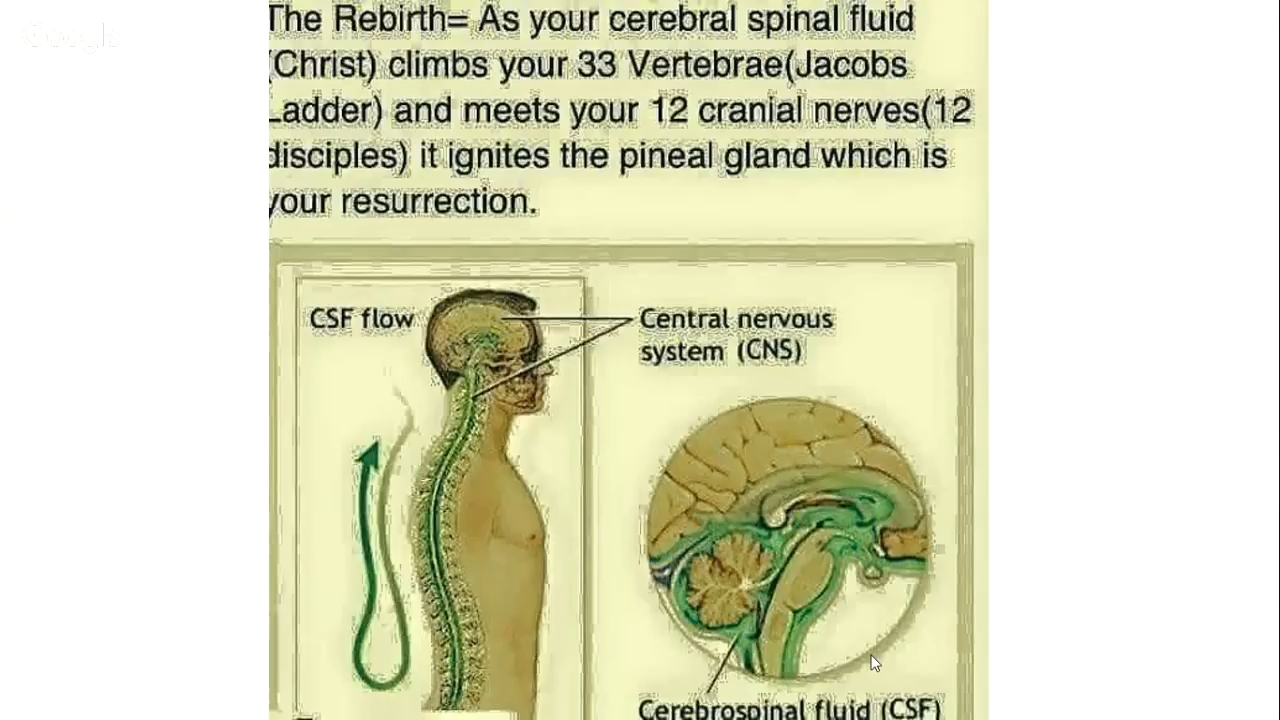 Google
The Rebirth= As your cerebral spinal fluid
(Christ) climbs your 33 Vertebrae(Jacobs
Ladder) and meets your 12 cranial nerves(12
disciples) it ignites the pineal gland which is
your resurrection.
CSF flow
Central nervous
system (CNS)
Cerebrospinal fluid (CSF)